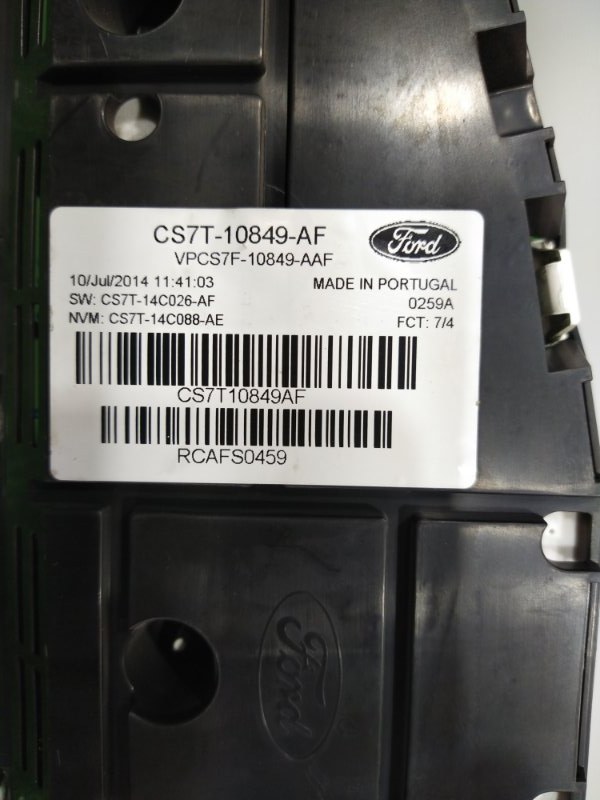 CS7T-10849-AF
Ford
VPCS7F-10849-AAF
10/Jul/2014 11:41:03
MADE IN PORTUGAL
SW: CS7T-14C026-AF
0259A
NVM: CS7T-14C088-AE
FCT: 7/4
CS7T10849AF
RCAFS0459
Ford